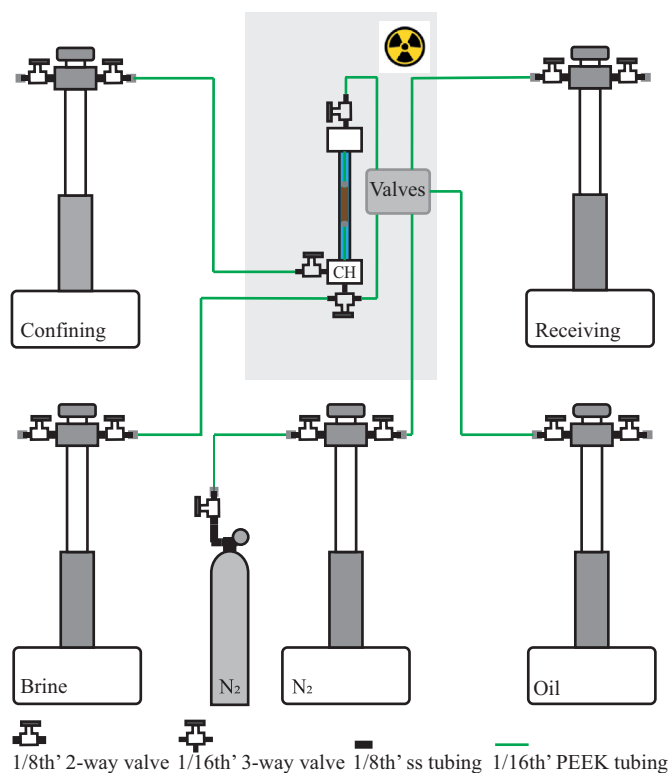 Valves
CH
Confining
Receiving
Brine
N₂
N₂
Oil
1/8th' 2-way valve 1/16th' 3-way valve 1/8th' ss tubing 1/16th' PEEK tubing